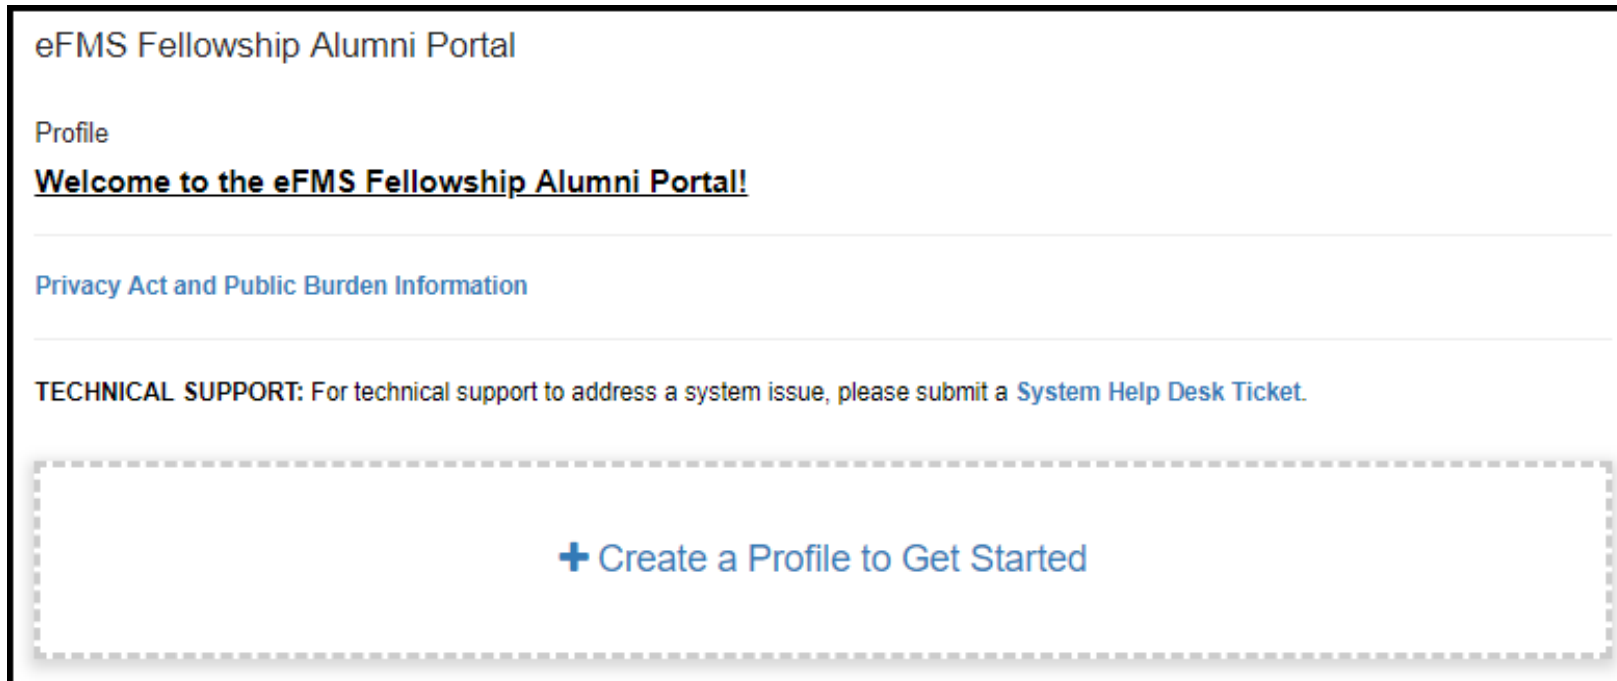 eFMS Fellowship Alumni Portal
Profile
Welcome to the eFMS Fellowship Alumni Portal!
Privacy Act and Public Burden Information
TECHNICAL SUPPORT: For technical support to address a system issue, please submit a System Help Desk Ticket.
+ Create a Profile to Get Started